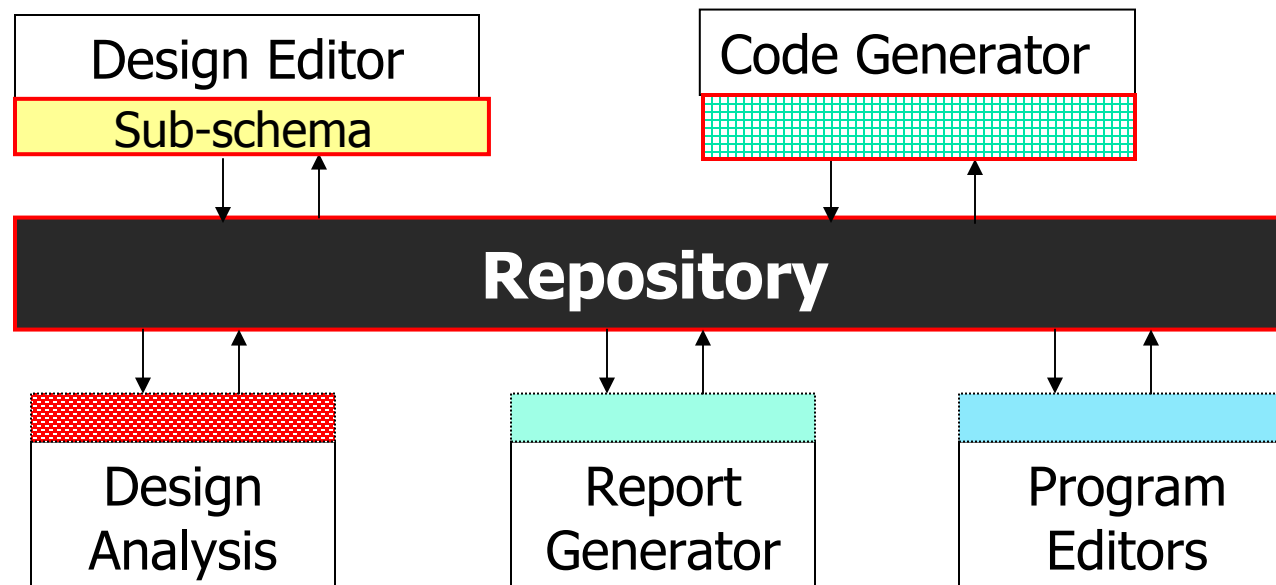 Design Editor
Sub-schema
Code Generator
Repository
Design
Analysis
Report
Generator
Program
Editors